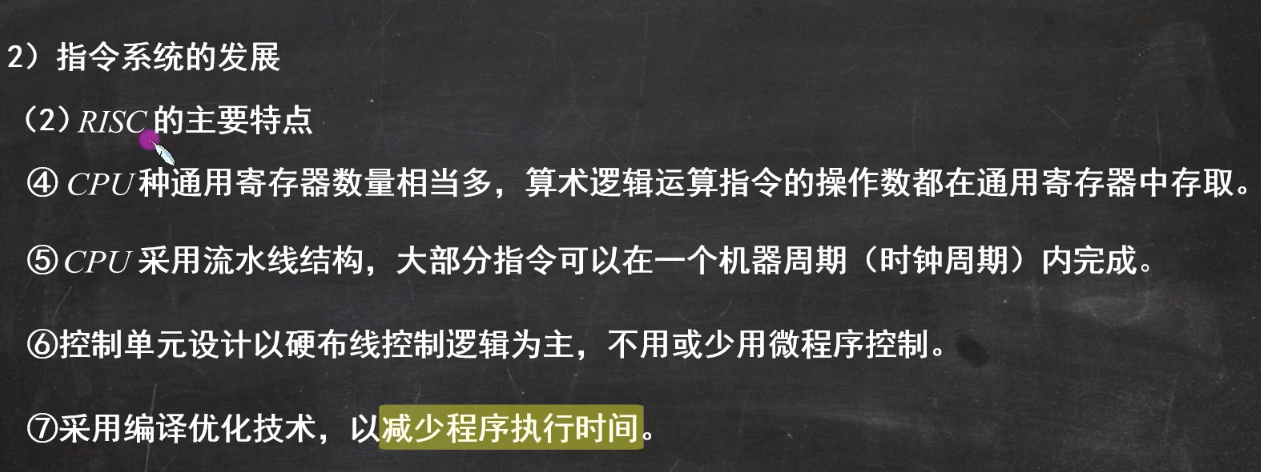 2）指令系统的发展
（2）RISC 的主要特点
④ CPU 种通用寄存器数量相当多，算术逻辑运算指令的操作数都在通用寄存器中存取。
⑤ CPU 采用流水线结构，大部分指令可以在一个机器周期（时钟周期）内完成。
⑥控制单元设计以硬布线控制逻辑为主，不用或少用微程序控制。
⑦采用编译优化技术，以减少程序执行时间。